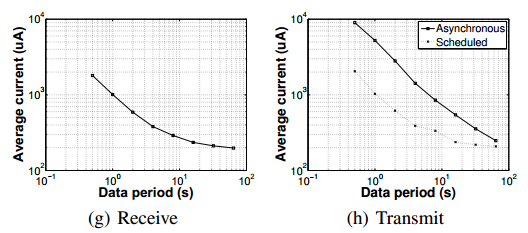 Average current (uA)
10^4
10^3
10^2
10^-1
10^0
10^1
10^2
Data period (s)
(g) Receive
Average current (uA)
10^4
10^3
10^2
10^-1
10^0
10^1
10^2
Data period (s)
Asynchronous
Scheduled
(h) Transmit